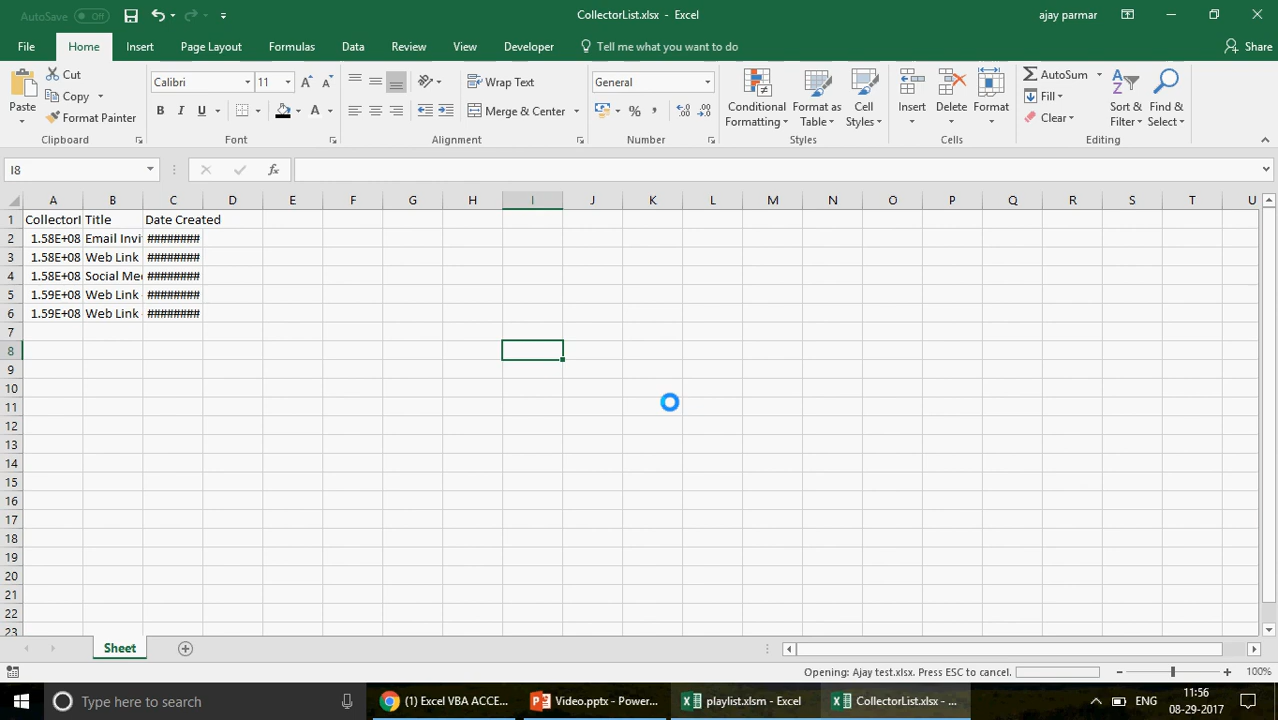 AutoSave Off
CollectorList.xlsx - Excel
ajay parmar
File Home Insert Page Layout Formulas Data Review View Developer Tell me what you want to do Share
Paste
Cut
Copy
Format Painter
Clipboard
Calibri 11
B I U A
Font
Wrap Text
Merge & Center
Alignment
General
%
Number
Conditional Formatting
Format as Table
Cell Styles
Styles
Insert
Delete
Format
Cells
AutoSum
Fill
Clear
Sort & Filter
Find & Select
Editing
I8 fx
A B C D E F G H I J K L M N O P Q R S T U
1 CollectorI Title Date Created
2 1.58E+08 Email Invi ########
3 1.58E+08 Web Link ########
4 1.58E+08 Social Med ########
5 1.59E+08 Web Link ########
6 1.59E+08 Web Link ########
7
8
9
10
11
12
13
14
15
16
17
18
19
20
21
22
23
Sheet
Opening: Ajay test.xlsx. Press ESC to cancel. 100%
Type here to search
(1) Excel VBA ACCE...
Video.pptx - Power...
playlist.xlsm - Excel
CollectorList.xlsx - ...
ENG
11:56
08-29-2017